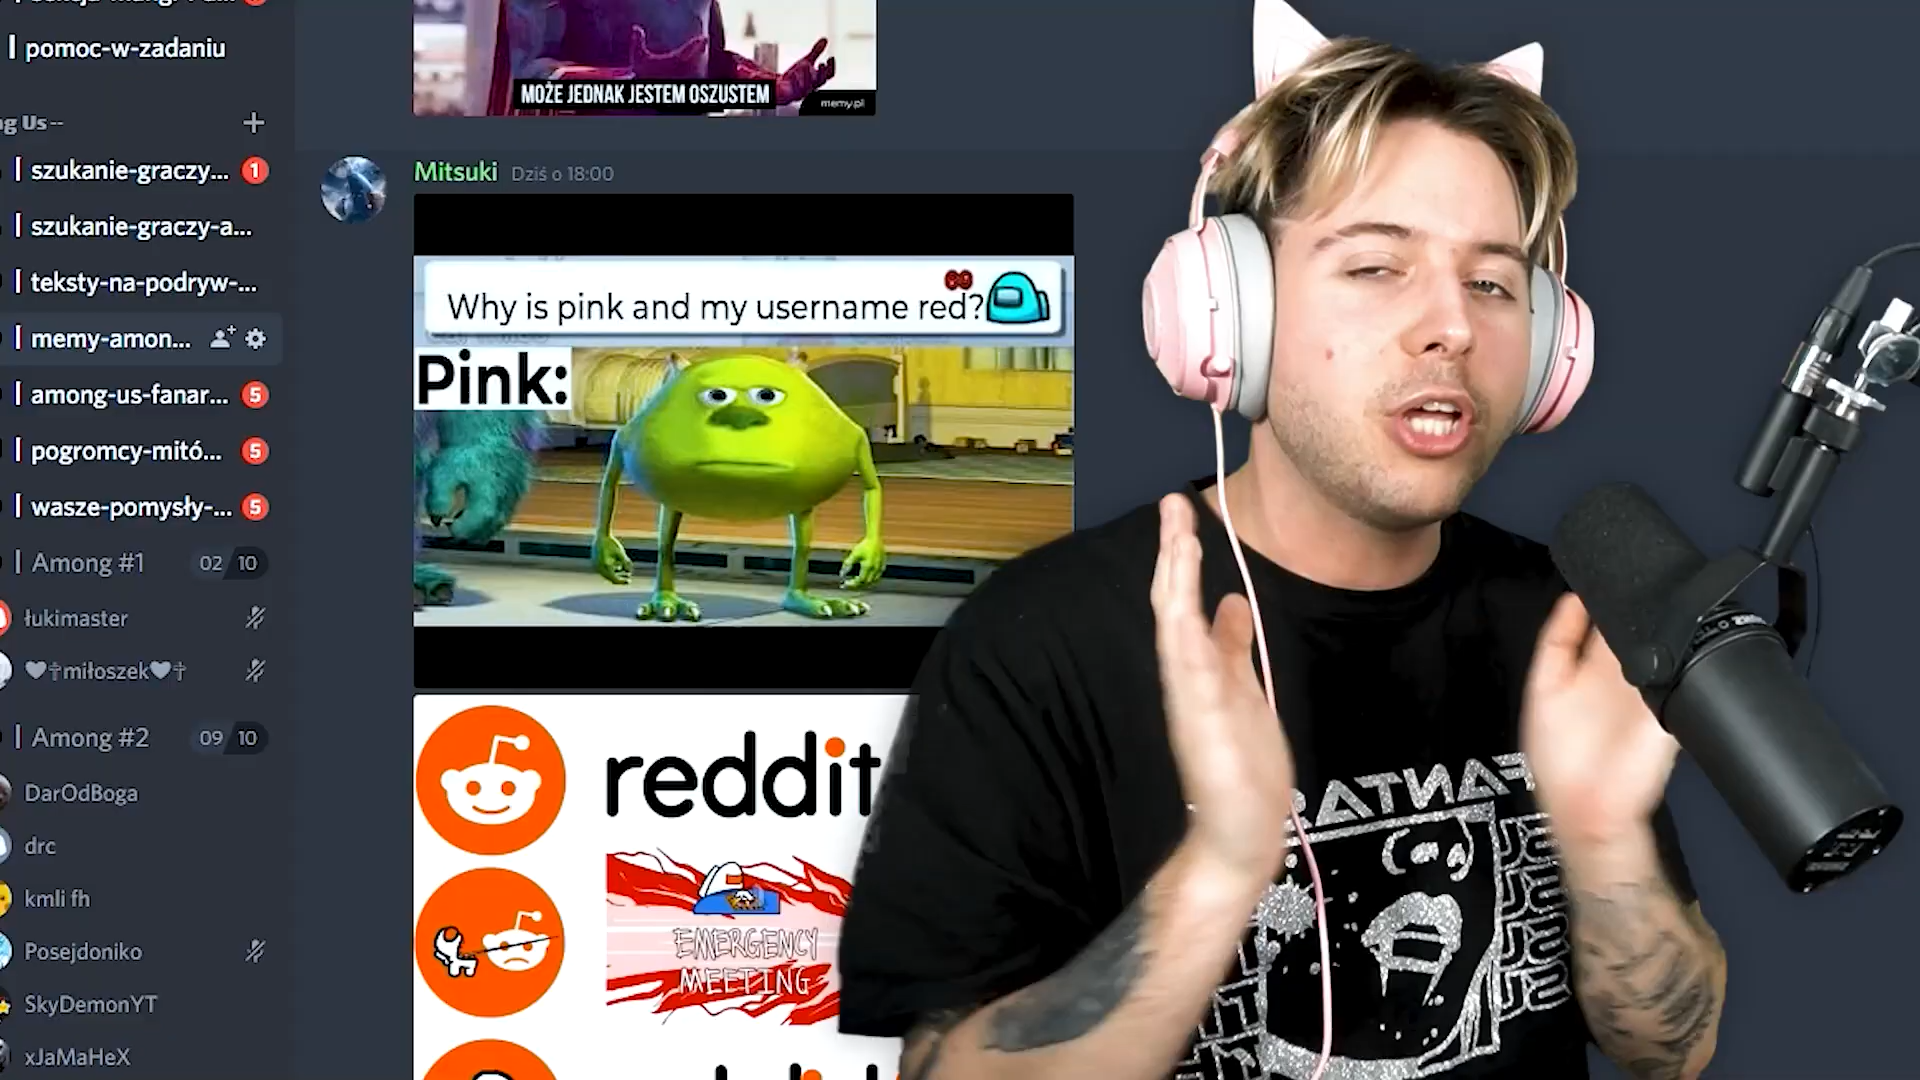 pomoc-w-zadaniu
g Us --
szukanie-graczy... 1
szukanie-graczy-a...
teksty-na-podryw-...
memy-amon...
among-us-fanar... 5
pogromcy-mitó... 5
wasze-pomysły-... 5
Among #1 02 10
łukimaster
♥†miłoszek♥†
Among #2 09 10
DarOdBoga
drc
kmli fh
Posejdoniko
SkyDemonYT
xJaMaHeX
MOŻE JEDNAK JESTEM OSZUSTEM
memy.pl
Mitsuki Dziś o 18:00
Why is pink and my username red?
Pink:
reddit
EMERGENCY
MEETING